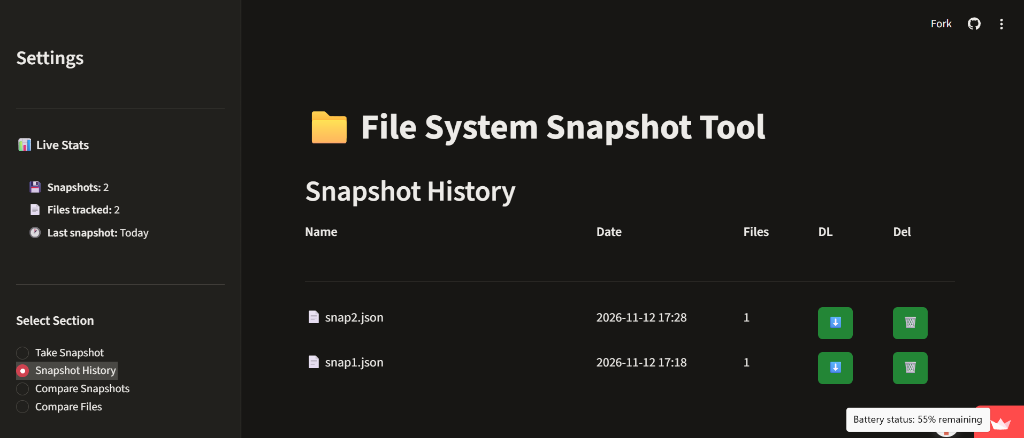 Fork
Settings
Live Stats
Snapshots: 2
Files tracked: 2
Last snapshot: Today
Select Section
Take Snapshot
Snapshot History
Compare Snapshots
Compare Files
File System Snapshot Tool
Snapshot History
Name Date Files DL Del
snap2.json 2026-11-12 17:28 1
snap1.json 2026-11-12 17:18 1
Battery status: 55% remaining